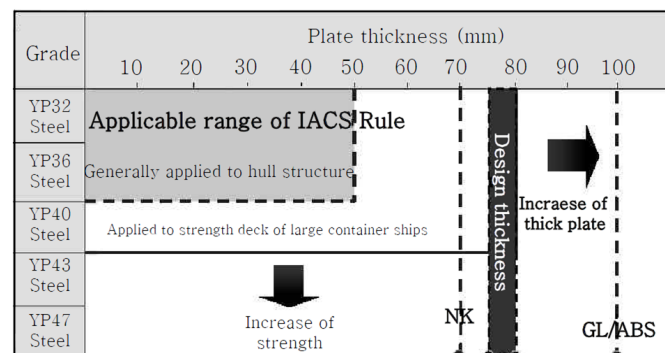 Plate thickness (mm)
Grade
10 20 30 40 50 60 70 80 90 100
YP32
Steel
Applicable range of IACS Rule
YP36
Steel
Generally applied to hull structure
Design thickness
Incraese of
thick plate
YP40
Steel
Applied to strength deck of large container ships
YP43
Steel
Increase of
strength
YP47
Steel
NK
GL/ABS